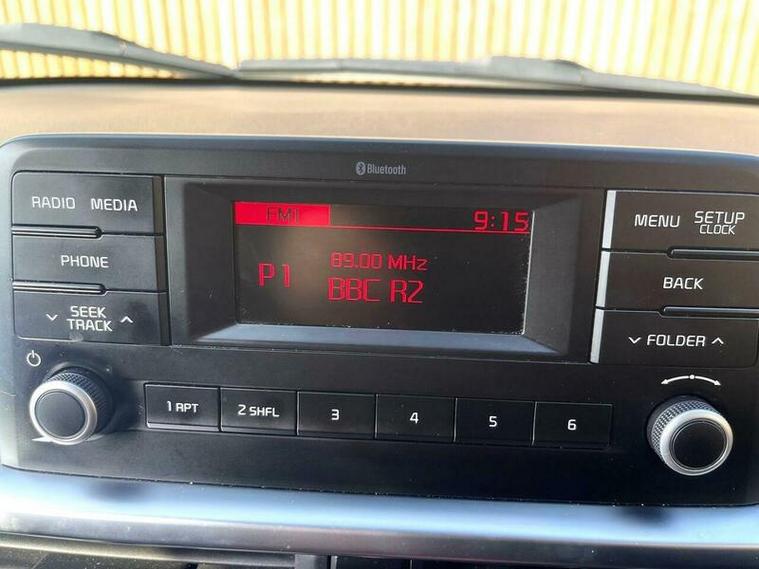 Bluetooth
RADIO MEDIA
PHONE
SEEK
TRACK
FM1
9:15
89.00 MHz
P1
BBC R2
MENU SETUP
CLOCK
BACK
FOLDER
1 RPT
2 SHFL
3
4
5
6